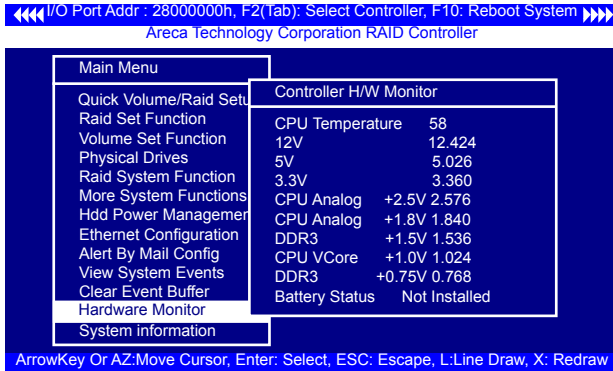 I/O Port Addr : 28000000h, F2(Tab): Select Controller, F10: Reboot System
Areca Technology Corporation RAID Controller
Main Menu
Quick Volume/Raid Setu
Raid Set Function
Volume Set Function
Physical Drives
Raid System Function
More System Functions
Hdd Power Managemen
Ethernet Configuration
Alert By Mail Config
View System Events
Clear Event Buffer
Hardware Monitor
System information
Controller H/W Monitor
CPU Temperature 58
12V 12.424
5V 5.026
3.3V 3.360
CPU Analog +2.5V 2.576
CPU Analog +1.8V 1.840
DDR3 +1.5V 1.536
CPU VCore +1.0V 1.024
DDR3 +0.75V 0.768
Battery Status Not Installed
ArrowKey Or AZ:Move Cursor, Enter: Select, ESC: Escape, L:Line Draw, X: Redraw